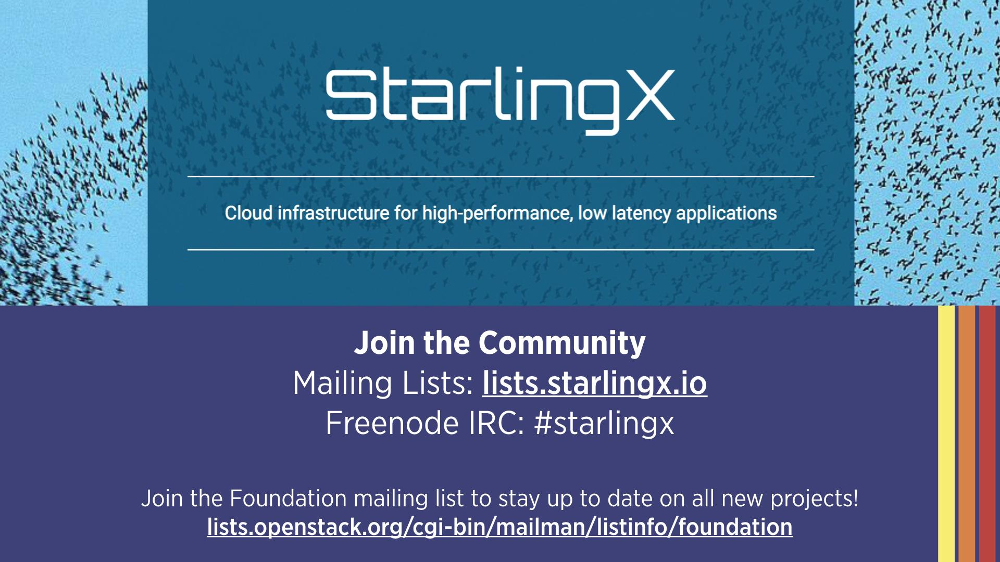 StarlingX
Cloud infrastructure for high-performance, low latency applications
Join the Community
Mailing Lists: lists.starlingx.io
Freenode IRC: #starlingx
Join the Foundation mailing list to stay up to date on all new projects!
lists.openstack.org/cgi-bin/mailman/listinfo/foundation